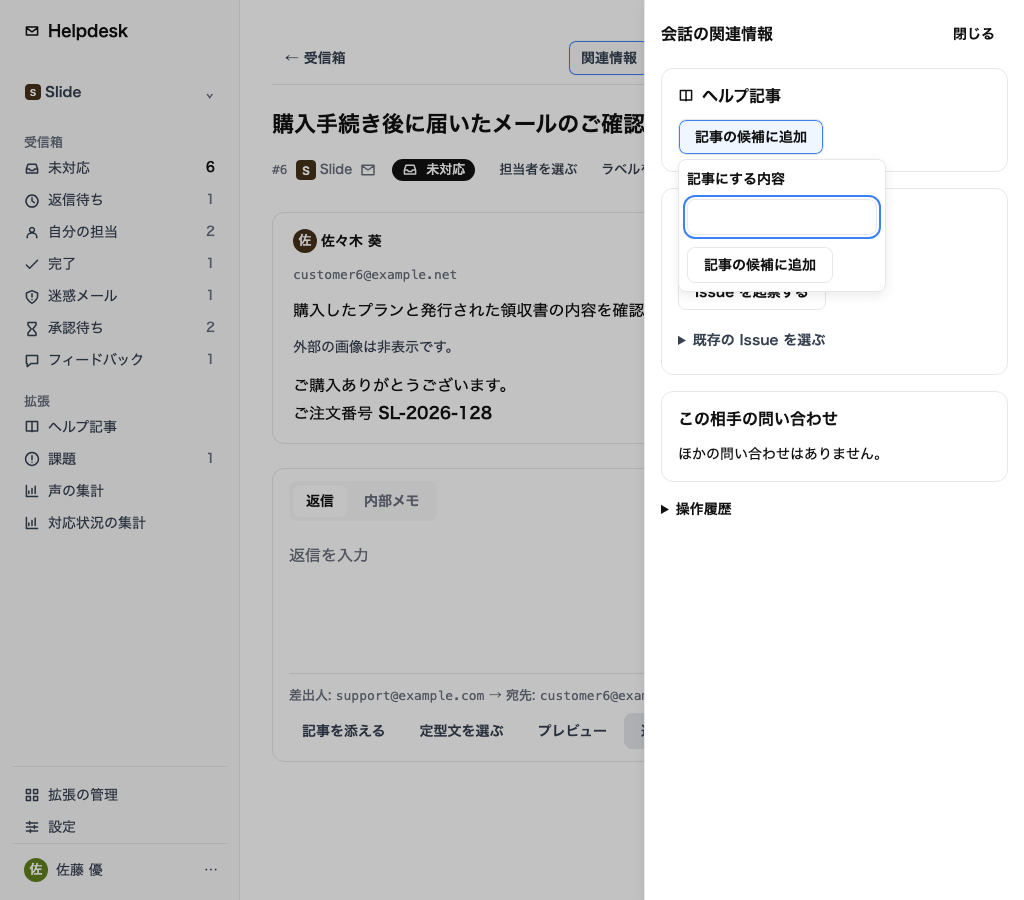 Helpdesk
S Slide
受信箱
未対応 6
返信待ち 1
自分の担当 2
完了 1
迷惑メール 1
承認待ち 2
フィードバック 1
拡張
ヘルプ記事
課題 1
声の集計
対応状況の集計
拡張の管理
設定
佐 佐藤 優 …
← 受信箱
関連情報
購入手続き後に届いたメールのご確認
#6 S Slide 未対応 担当者を選ぶ ラベル
佐 佐々木 葵
customer6@example.net
購入したプランと発行された領収書の内容を確認
外部の画像は非表示です。
ご購入ありがとうございます。
ご注文番号 SL-2026-128
返信 内部メモ
返信を入力
差出人: support@example.com → 宛先: customer6@exam
記事を添える 定型文を選ぶ プレビュー
会話の関連情報 閉じる
ヘルプ記事
記事の候補に追加
記事にする内容
記事の候補に追加
Issue を起票する
▶ 既存の Issue を選ぶ
この相手の問い合わせ
ほかの問い合わせはありません。
▶ 操作履歴